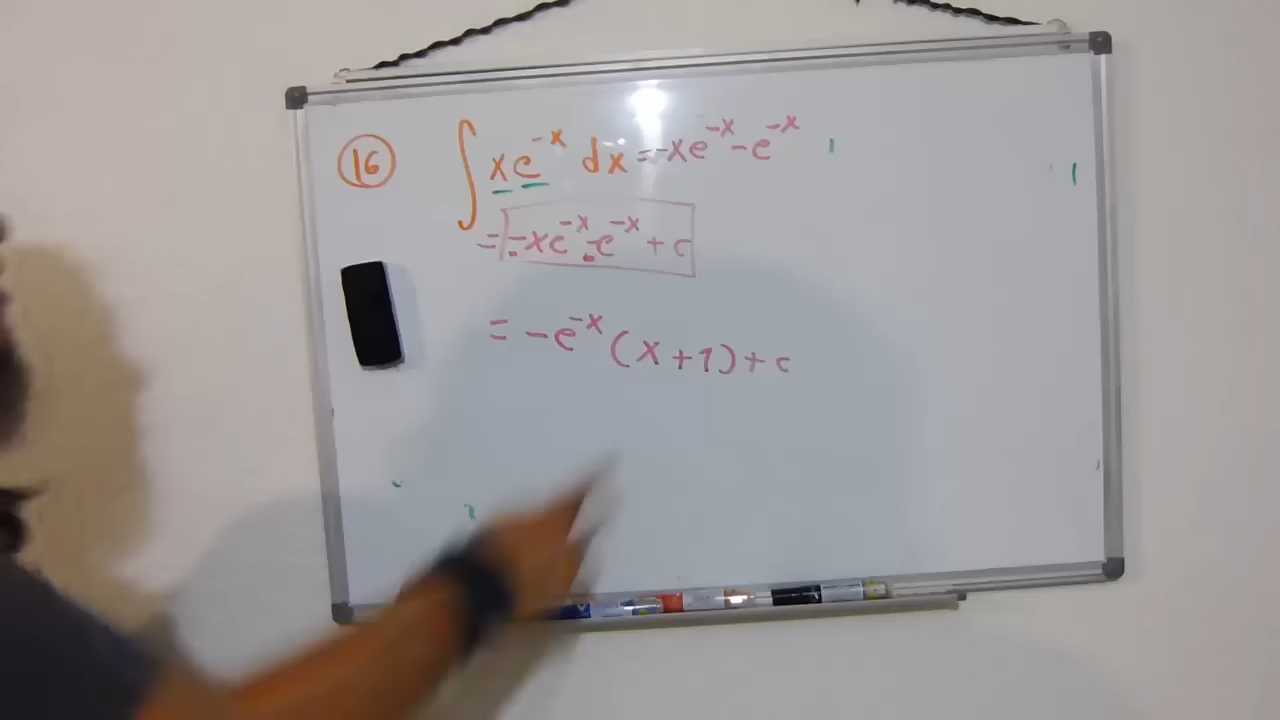 16 ∫ xe^{-x} dx = -xe^{-x} - e^{-x}
= -xe^{-x} - e^{-x} + c
= -e^{-x} (x + 1) + c